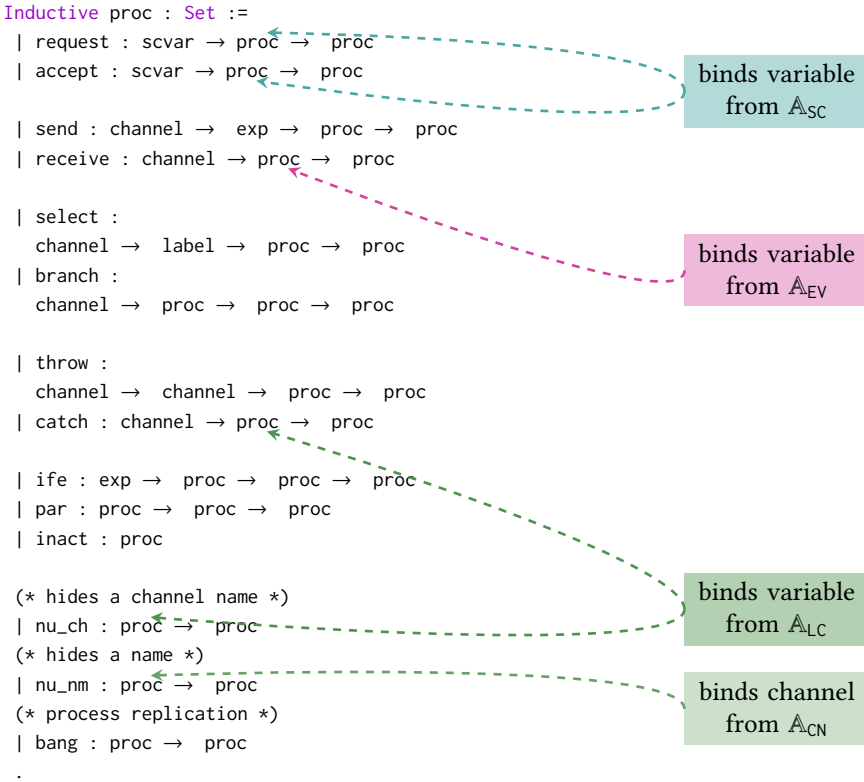 Inductive proc : Set :=
| request : scvar → proc → proc
| accept : scvar → proc → proc
binds variable
from 𝔸SC
| send : channel → exp → proc → proc
| receive : channel → proc → proc
| select :
channel → label → proc → proc
| branch :
channel → proc → proc → proc
binds variable
from 𝔸EV
| throw :
channel → channel → proc → proc
| catch : channel → proc → proc
| ife : exp → proc → proc → proc
| par : proc → proc → proc
| inact : proc
(* hides a channel name *)
| nu_ch : proc → proc
binds variable
from 𝔸LC
(* hides a name *)
| nu_nm : proc → proc
(* process replication *)
| bang : proc → proc
.
binds channel
from 𝔸CN